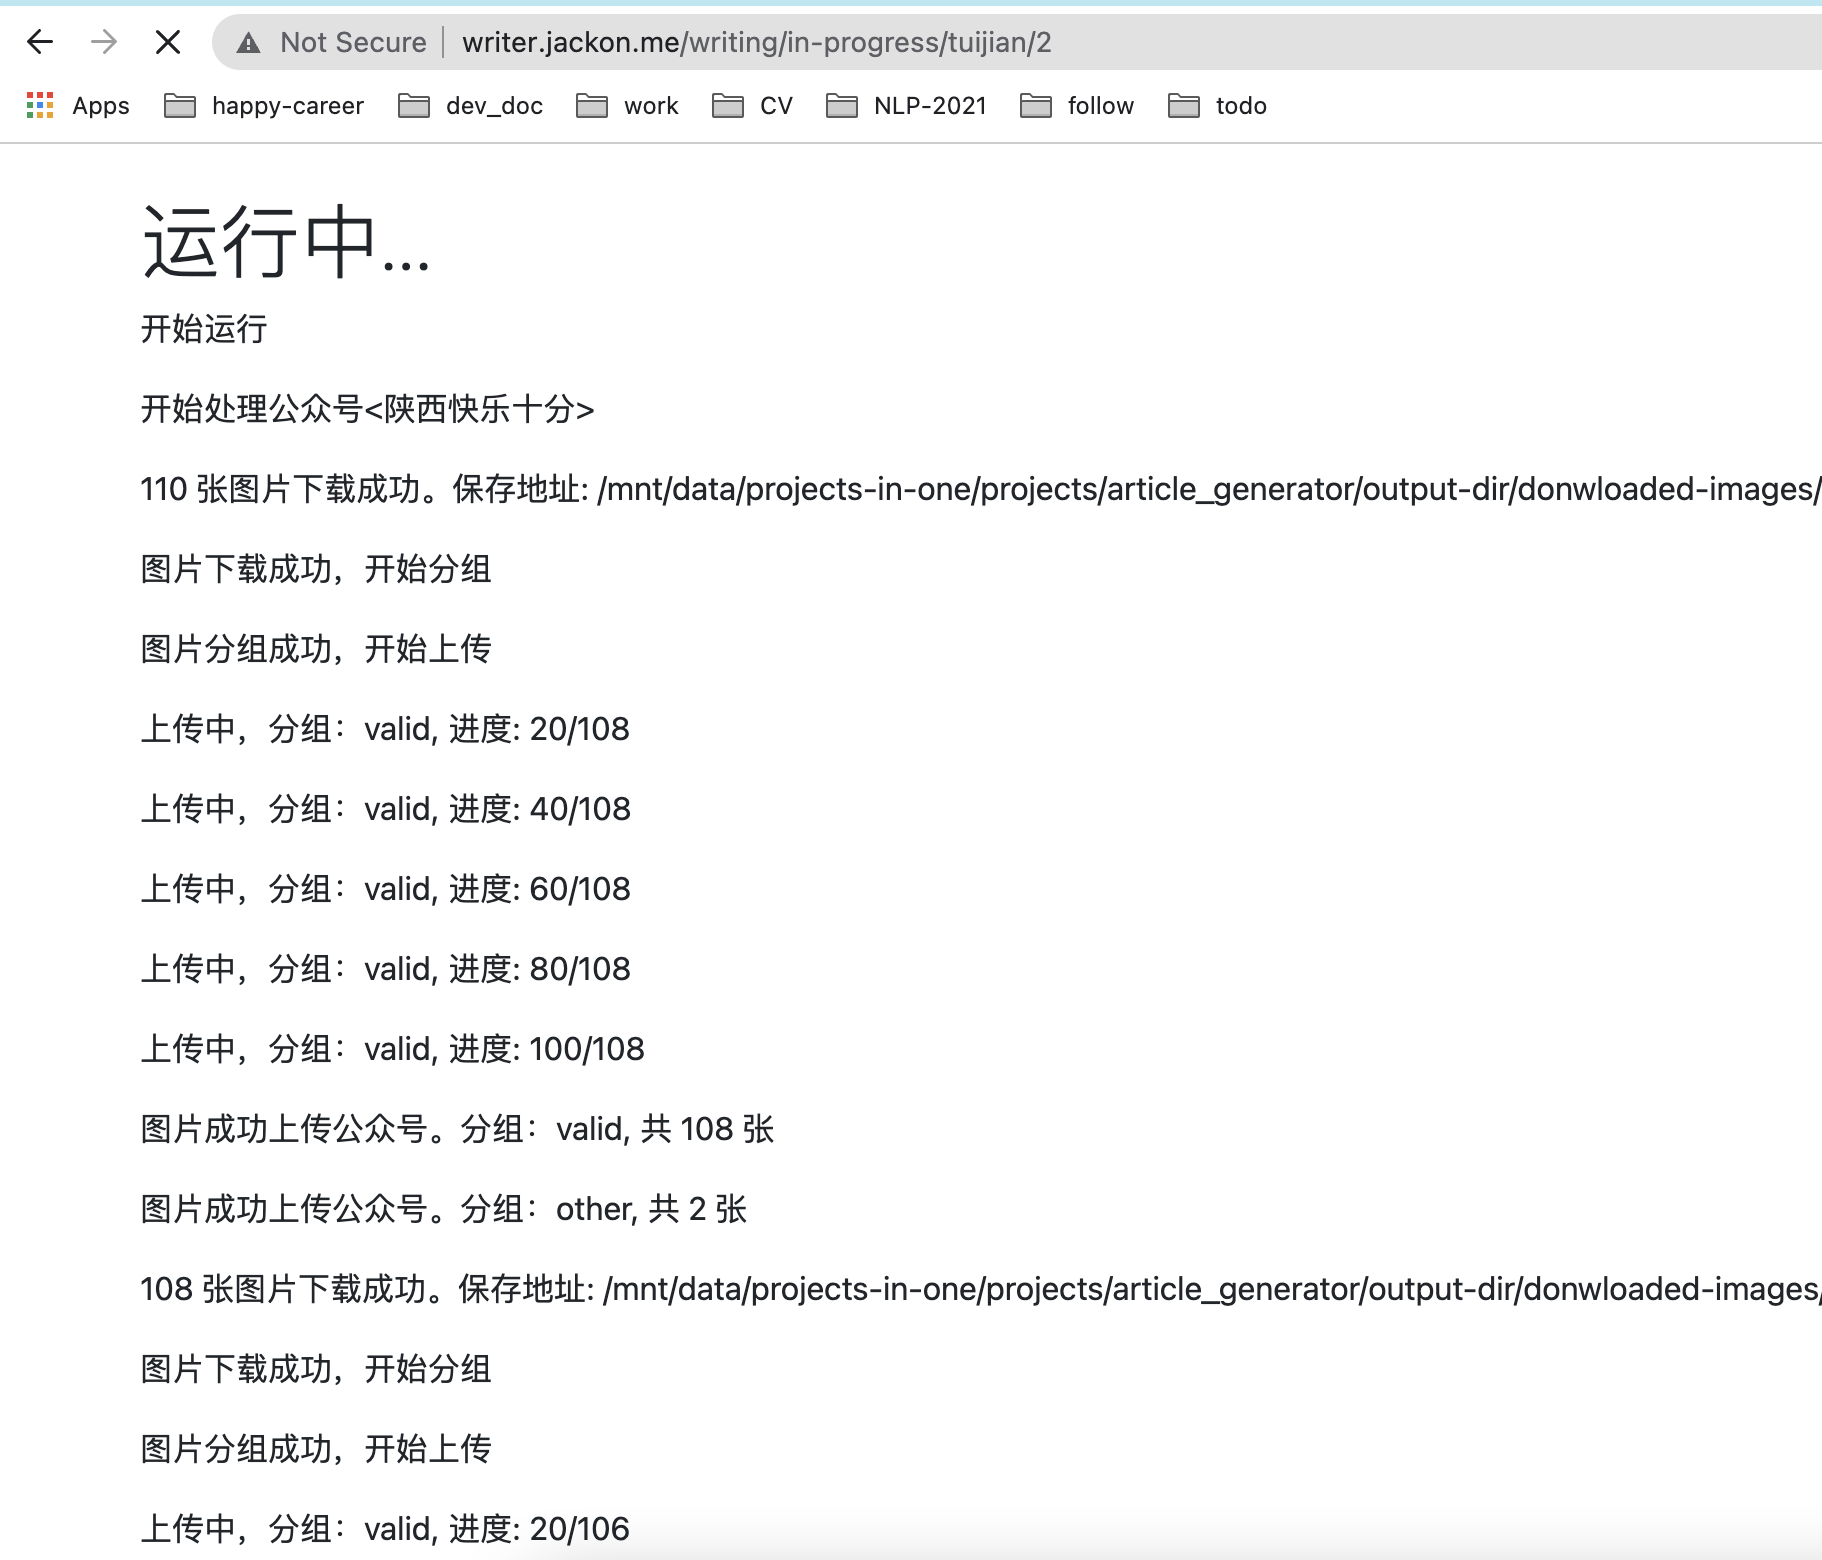 Not Secure | writer.jackon.me/writing/in-progress/tuijian/2
Apps happy-career dev_doc work CV NLP-2021 follow todo
运行中...
开始运行
开始处理公众号<陕西快乐十分>
110 张图片下载成功。保存地址: /mnt/data/projects-in-one/projects/article_generator/output-dir/donwloaded-images/
图片下载成功，开始分组
图片分组成功，开始上传
上传中，分组：valid, 进度: 20/108
上传中，分组：valid, 进度: 40/108
上传中，分组：valid, 进度: 60/108
上传中，分组：valid, 进度: 80/108
上传中，分组：valid, 进度: 100/108
图片成功上传公众号。分组：valid, 共 108 张
图片成功上传公众号。分组：other, 共 2 张
108 张图片下载成功。保存地址: /mnt/data/projects-in-one/projects/article_generator/output-dir/donwloaded-images/
图片下载成功，开始分组
图片分组成功，开始上传
上传中，分组：valid, 进度: 20/106